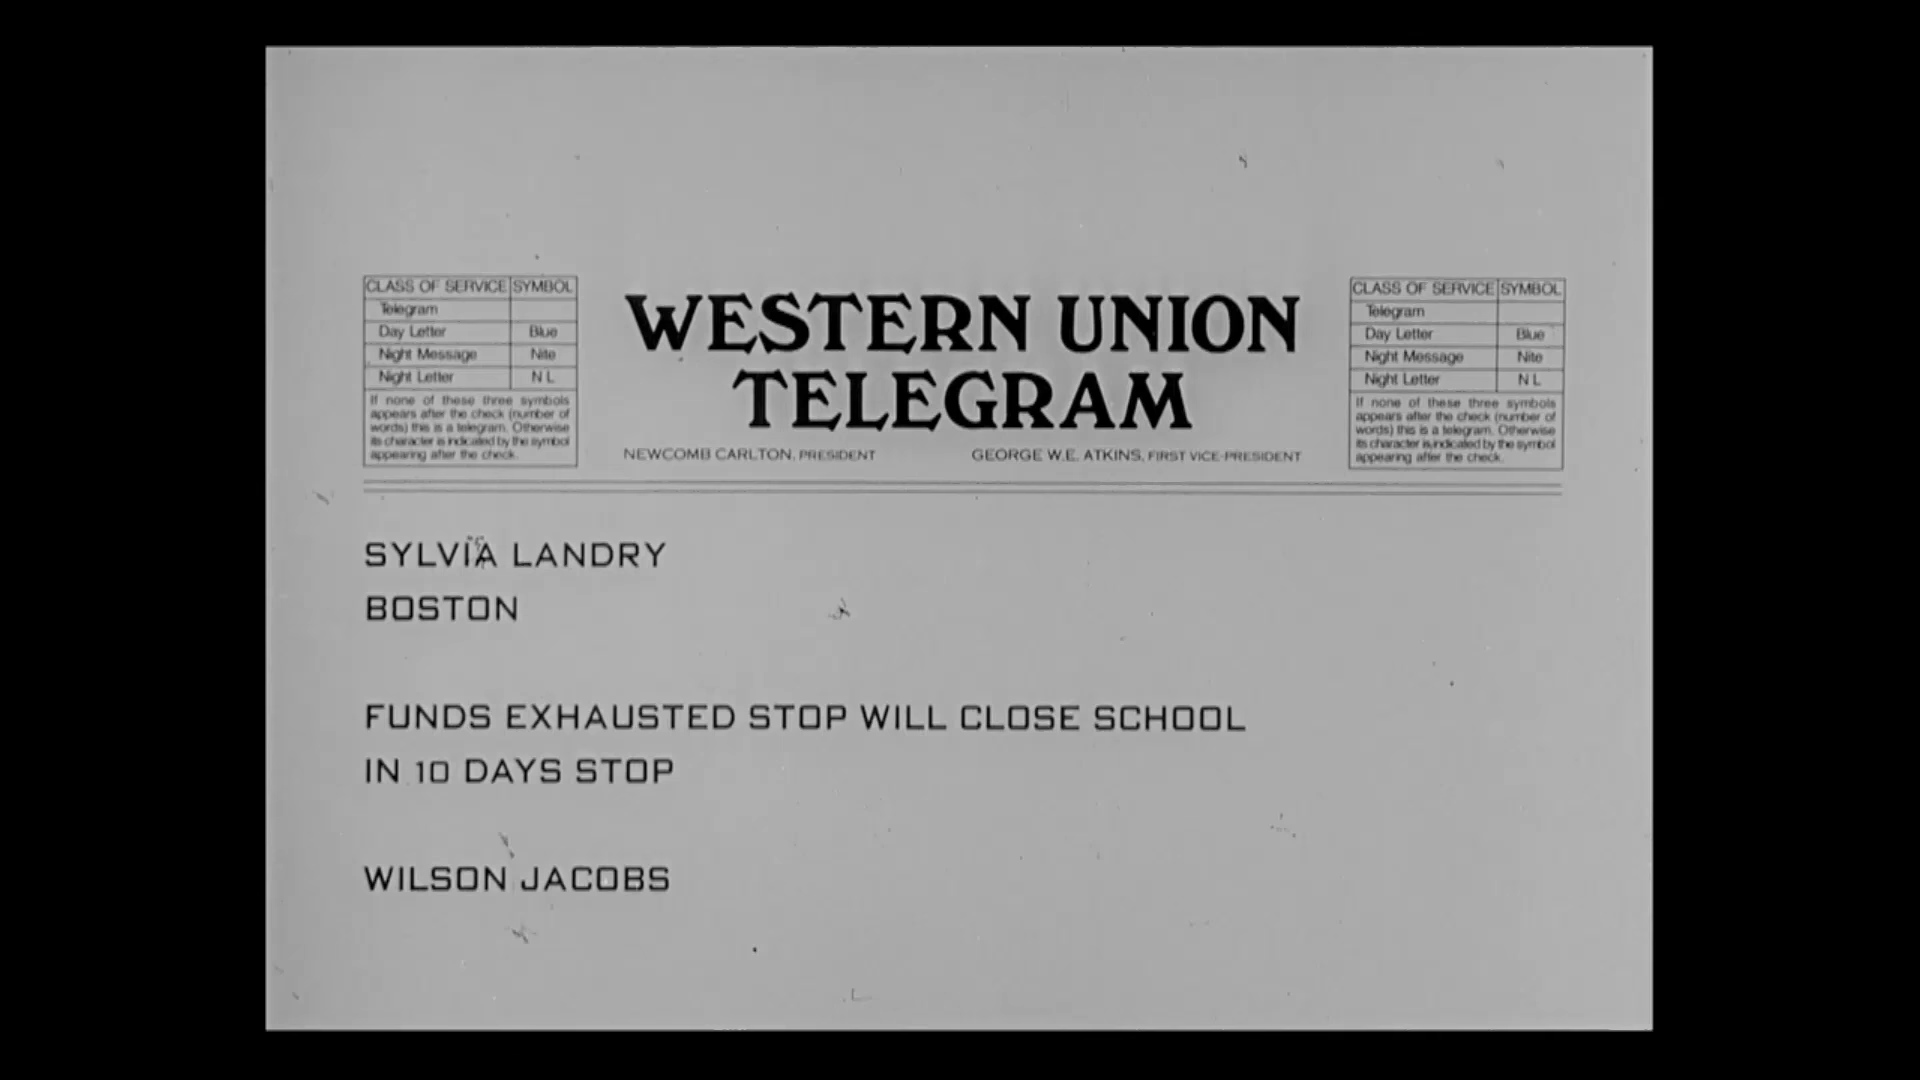 CLASS OF SERVICE SYMBOL
Telegram
Day Letter Blue
Night Message Nite
Night Letter N L
If none of these three symbols
appears after the check (number of
words) this is a telegram. Otherwise
its character is indicated by the symbol
appearing after the check.
WESTERN UNION
TELEGRAM
NEWCOMB CARLTON, PRESIDENT GEORGE W.E. ATKINS, FIRST VICE-PRESIDENT
CLASS OF SERVICE SYMBOL
Telegram
Day Letter Blue
Night Message Nite
Night Letter N L
If none of these three symbols
appears after the check (number of
words) this is a telegram. Otherwise
its character is indicated by the symbol
appearing after the check.
SYLVIA LANDRY
BOSTON
FUNDS EXHAUSTED STOP WILL CLOSE SCHOOL
IN 10 DAYS STOP
WILSON JACOBS